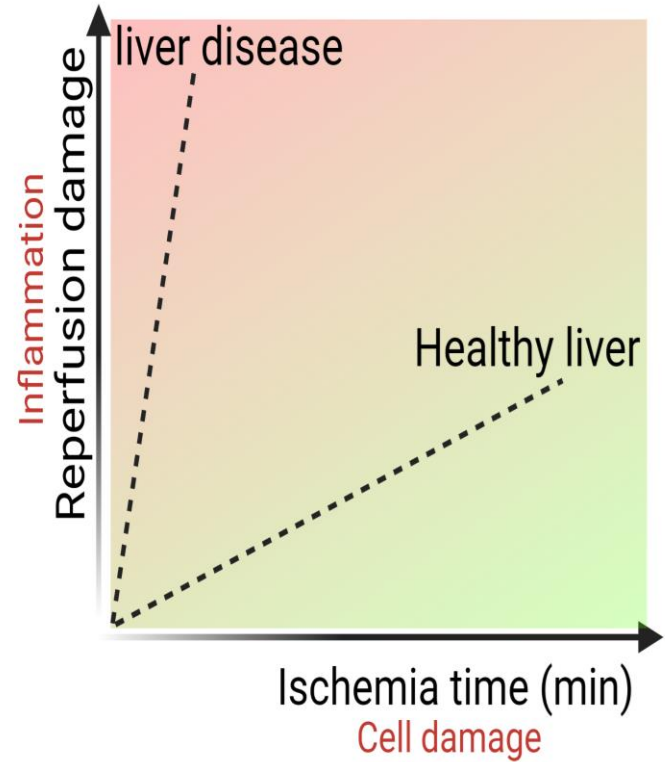 liver disease
Inflammation
Reperfusion damage
Healthy liver
Ischemia time (min)
Cell damage